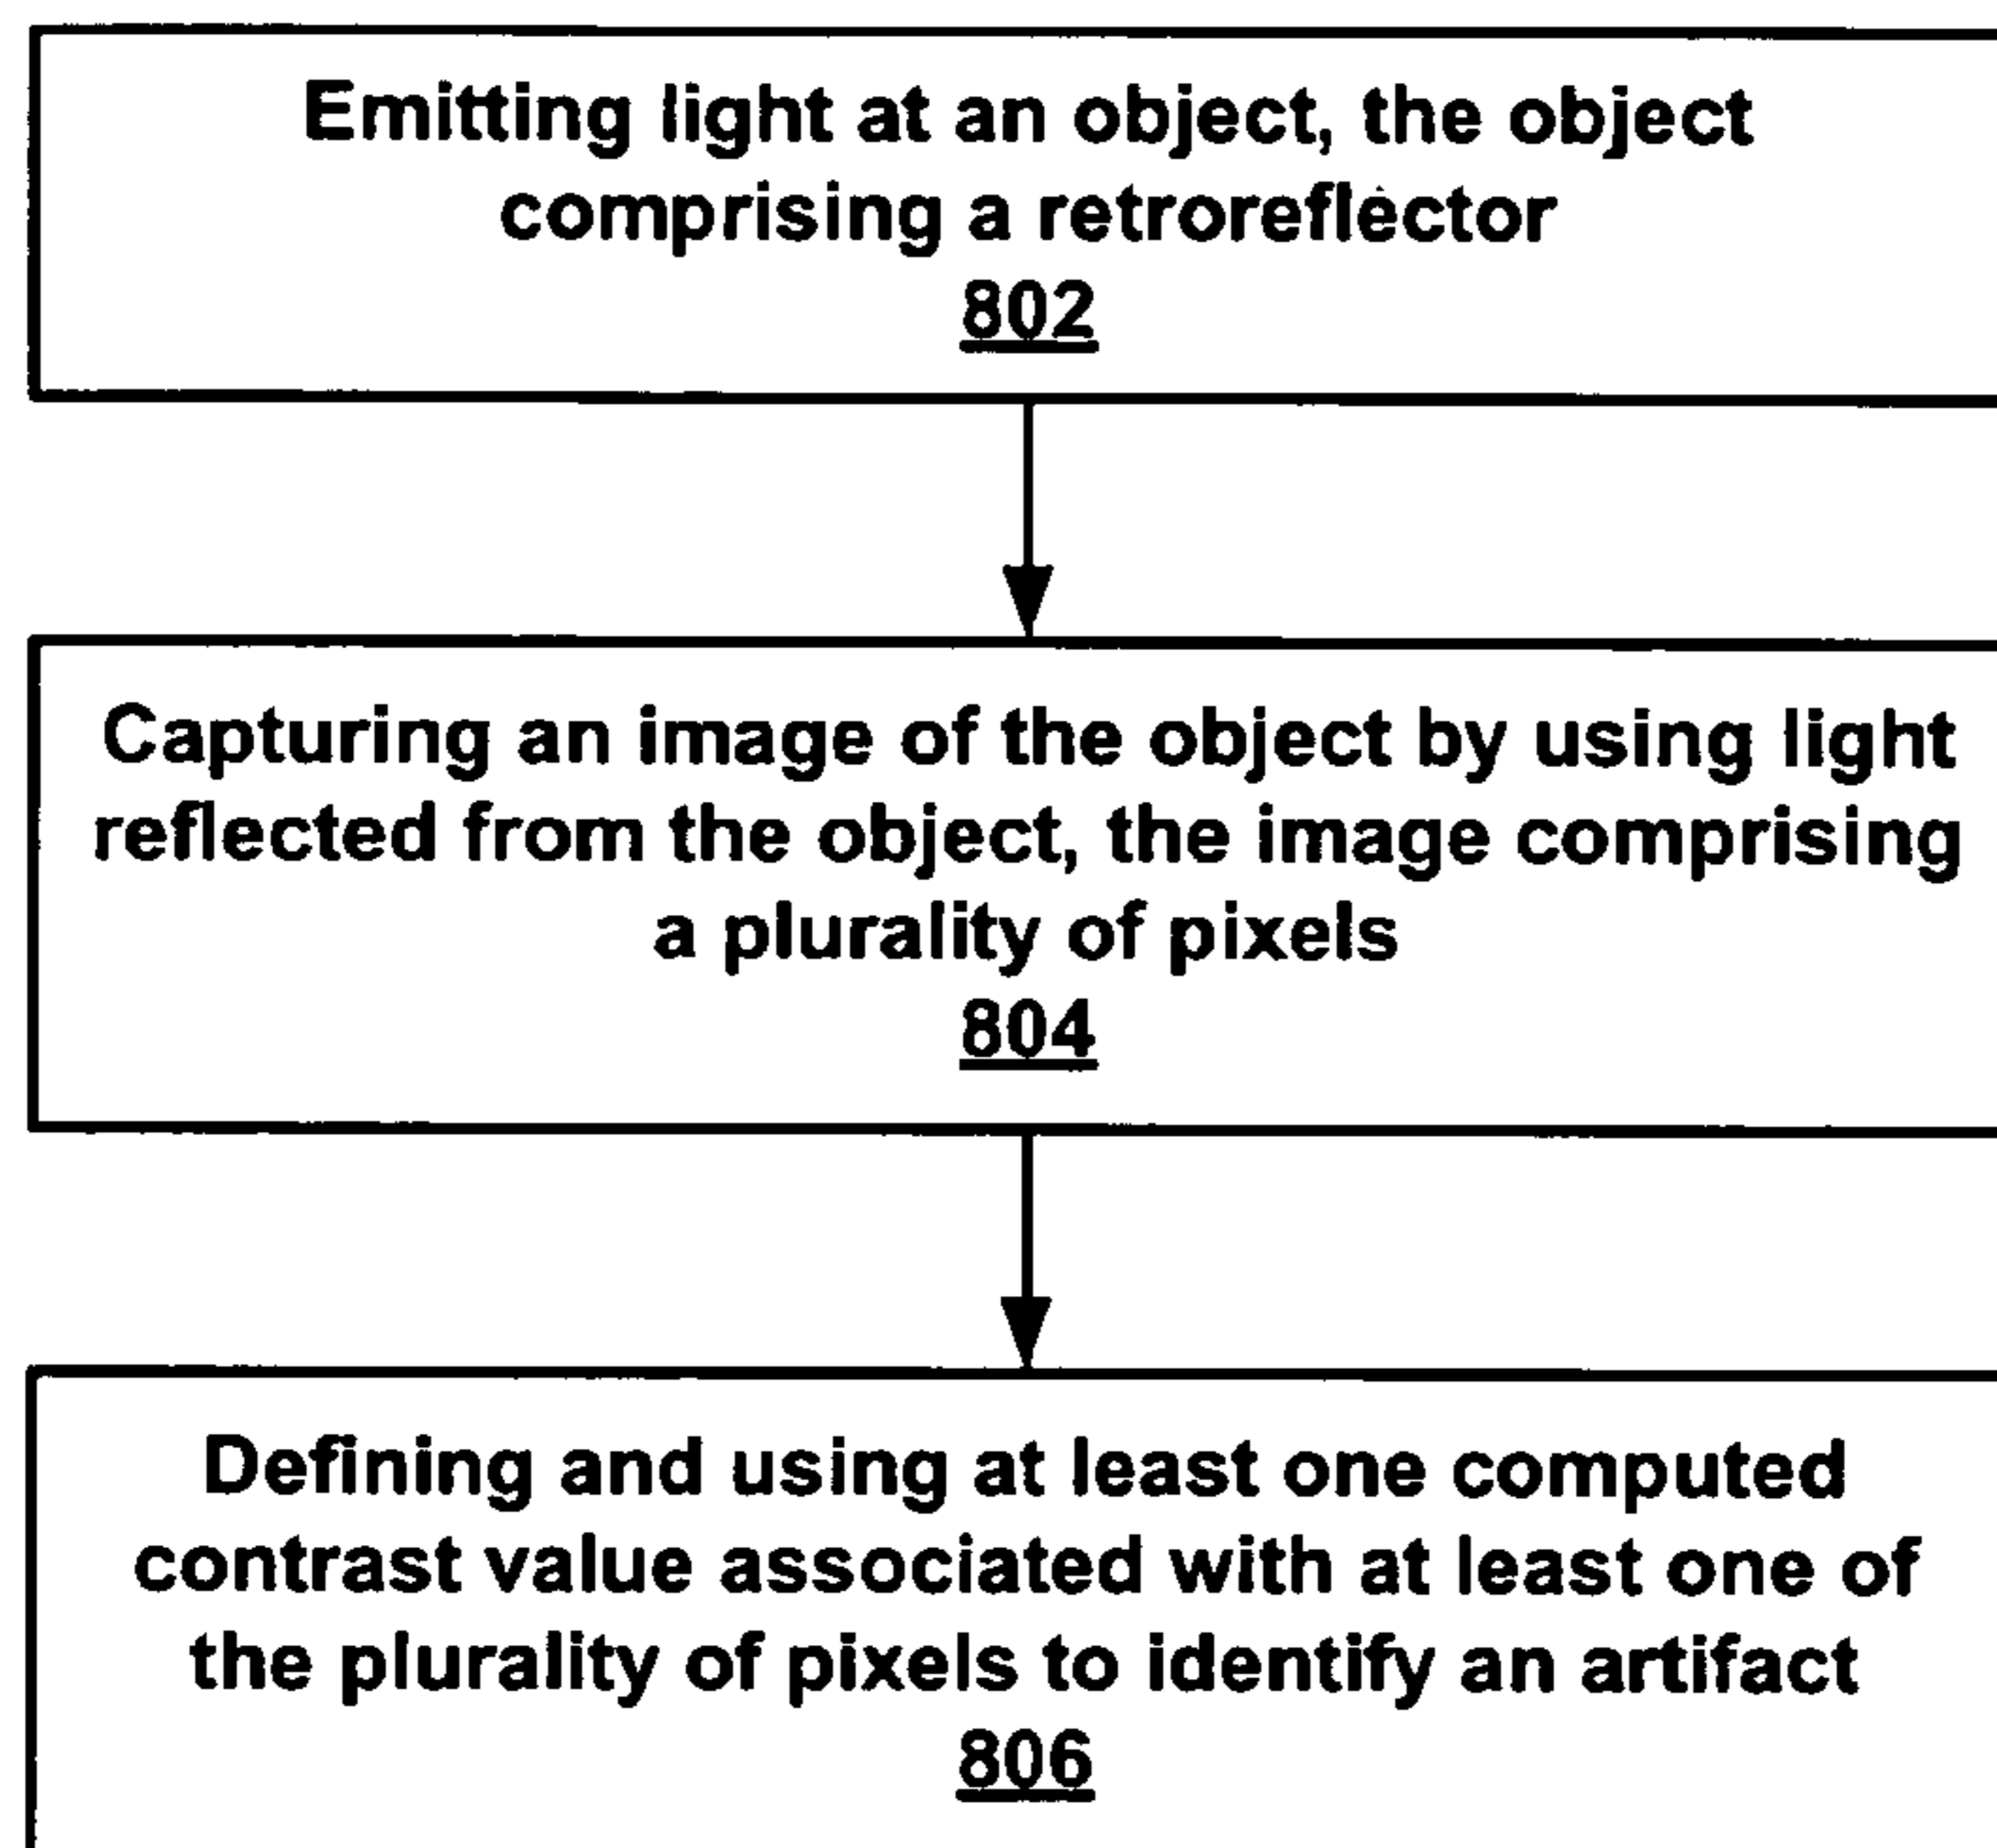 Emitting light at an object, the object
comprising a retroreflector
802
Capturing an image of the object by using light
reflected from the object, the image comprising
a plurality of pixels
804
Defining and using at least one computed
contrast value associated with at least one of
the plurality of pixels to identify an artifact
806